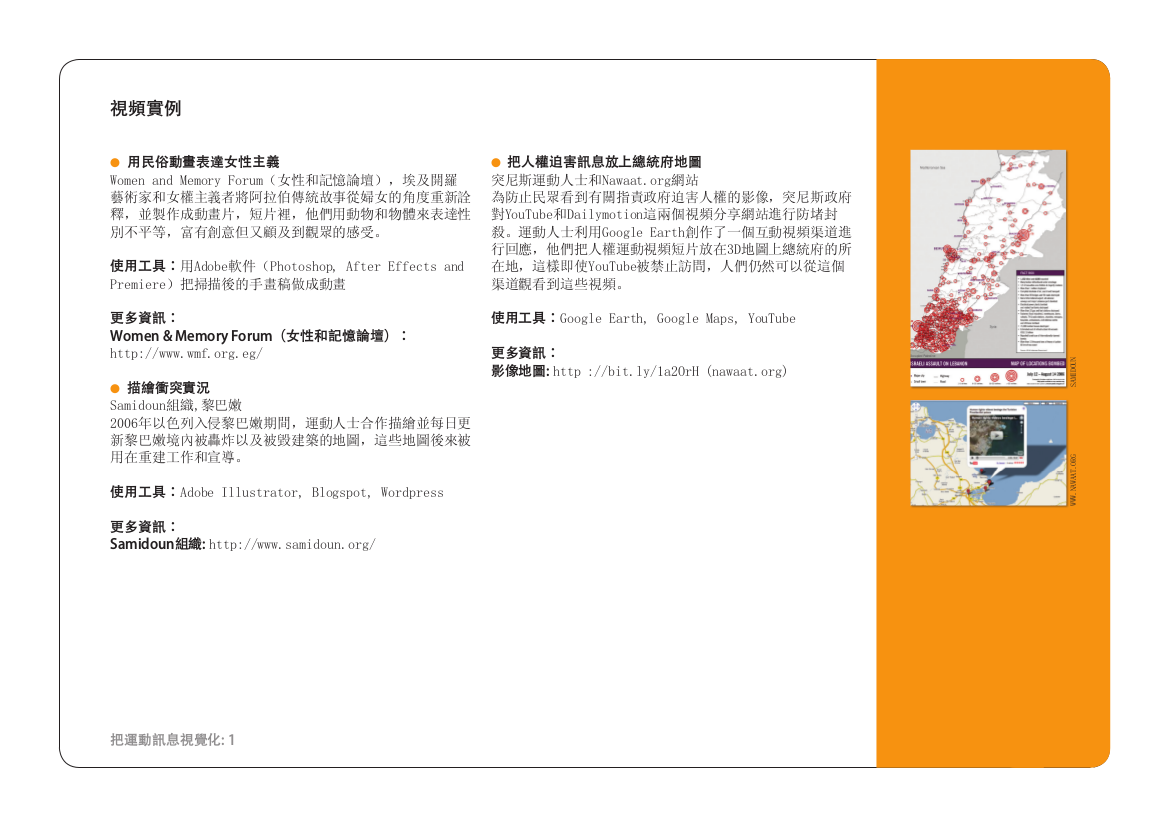 視頻實例
● 用民俗動畫表達女性主義
Women and Memory Forum（女性和記憶論壇），埃及開羅
藝術家和女權主義者將阿拉伯傳統故事從婦女的角度重新詮
釋，並製作成動畫片，短片裡，他們用動物和物體來表達性
別不平等，富有創意但又顧及到觀眾的感受。
使用工具：用Adobe軟件（Photoshop, After Effects and
Premiere）把掃描後的手畫稿做成動畫
更多資訊：
Women & Memory Forum（女性和記憶論壇）：
http://www.wmf.org.eg/
● 描繪衝突實況
Samidoun組織,黎巴嫩
2006年以色列入侵黎巴嫩期間，運動人士合作描繪並每日更
新黎巴嫩境內被轟炸以及被毀建築的地圖，這些地圖後來被
用在重建工作和宣導。
使用工具：Adobe Illustrator, Blogspot, Wordpress
更多資訊：
Samidoun組織: http://www.samidoun.org/
● 把人權迫害訊息放上總統府地圖
突尼斯運動人士和Nawaat.org網站
為防止民眾看到有關指責政府迫害人權的影像，突尼斯政府
對YouTube和Dailymotion這兩個視頻分享網站進行防堵封
殺。運動人士利用Google Earth創作了一個互動視頻渠道進
行回應，他們把人權運動視頻短片放在3D地圖上總統府的所
在地，這樣即使YouTube被禁止訪問，人們仍然可以從這個
渠道觀看到這些視頻。
使用工具：Google Earth, Google Maps, YouTube
更多資訊：
影像地圖: http ://bit.ly/1a2OrH (nawaat.org)
ISRAELI ASSAULT ON LEBANON
MAP OF LOCATIONS BOMBED
July 12 - August 14 2006
SAMIDOUN
WWW.NAWAAT.ORG
把運動訊息視覺化: 1